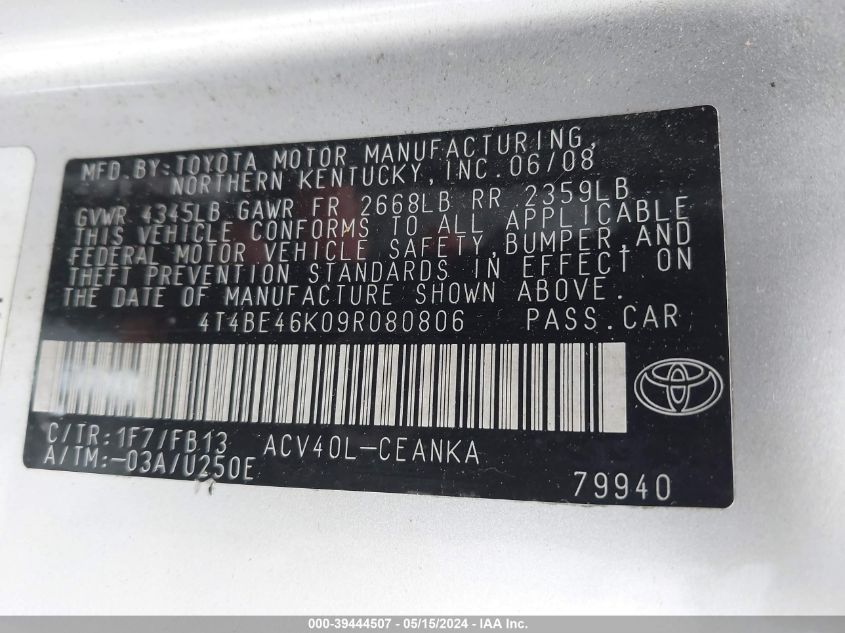 MFD.BY:TOYOTA MOTOR MANUFACTURING,
NORTHERN KENTUCKY,INC.06/08
GVWR 4345LB GAWR FR 2668LB RR 2359LB
THIS VEHICLE CONFORMS TO ALL APPLICABLE
FEDERAL MOTOR VEHICLE SAFETY,BUMPER,AND
THEFT PREVENTION STANDARDS IN EFFECT ON
THE DATE OF MANUFACTURE SHOWN ABOVE.
4T4BE46K09R080806 PASS.CAR
C/TR:1F7/FB13 ACV40L-CEANKA
A/TM:-03A/U250E
79940
000-39444507 - 05/15/2024 - IAA Inc.